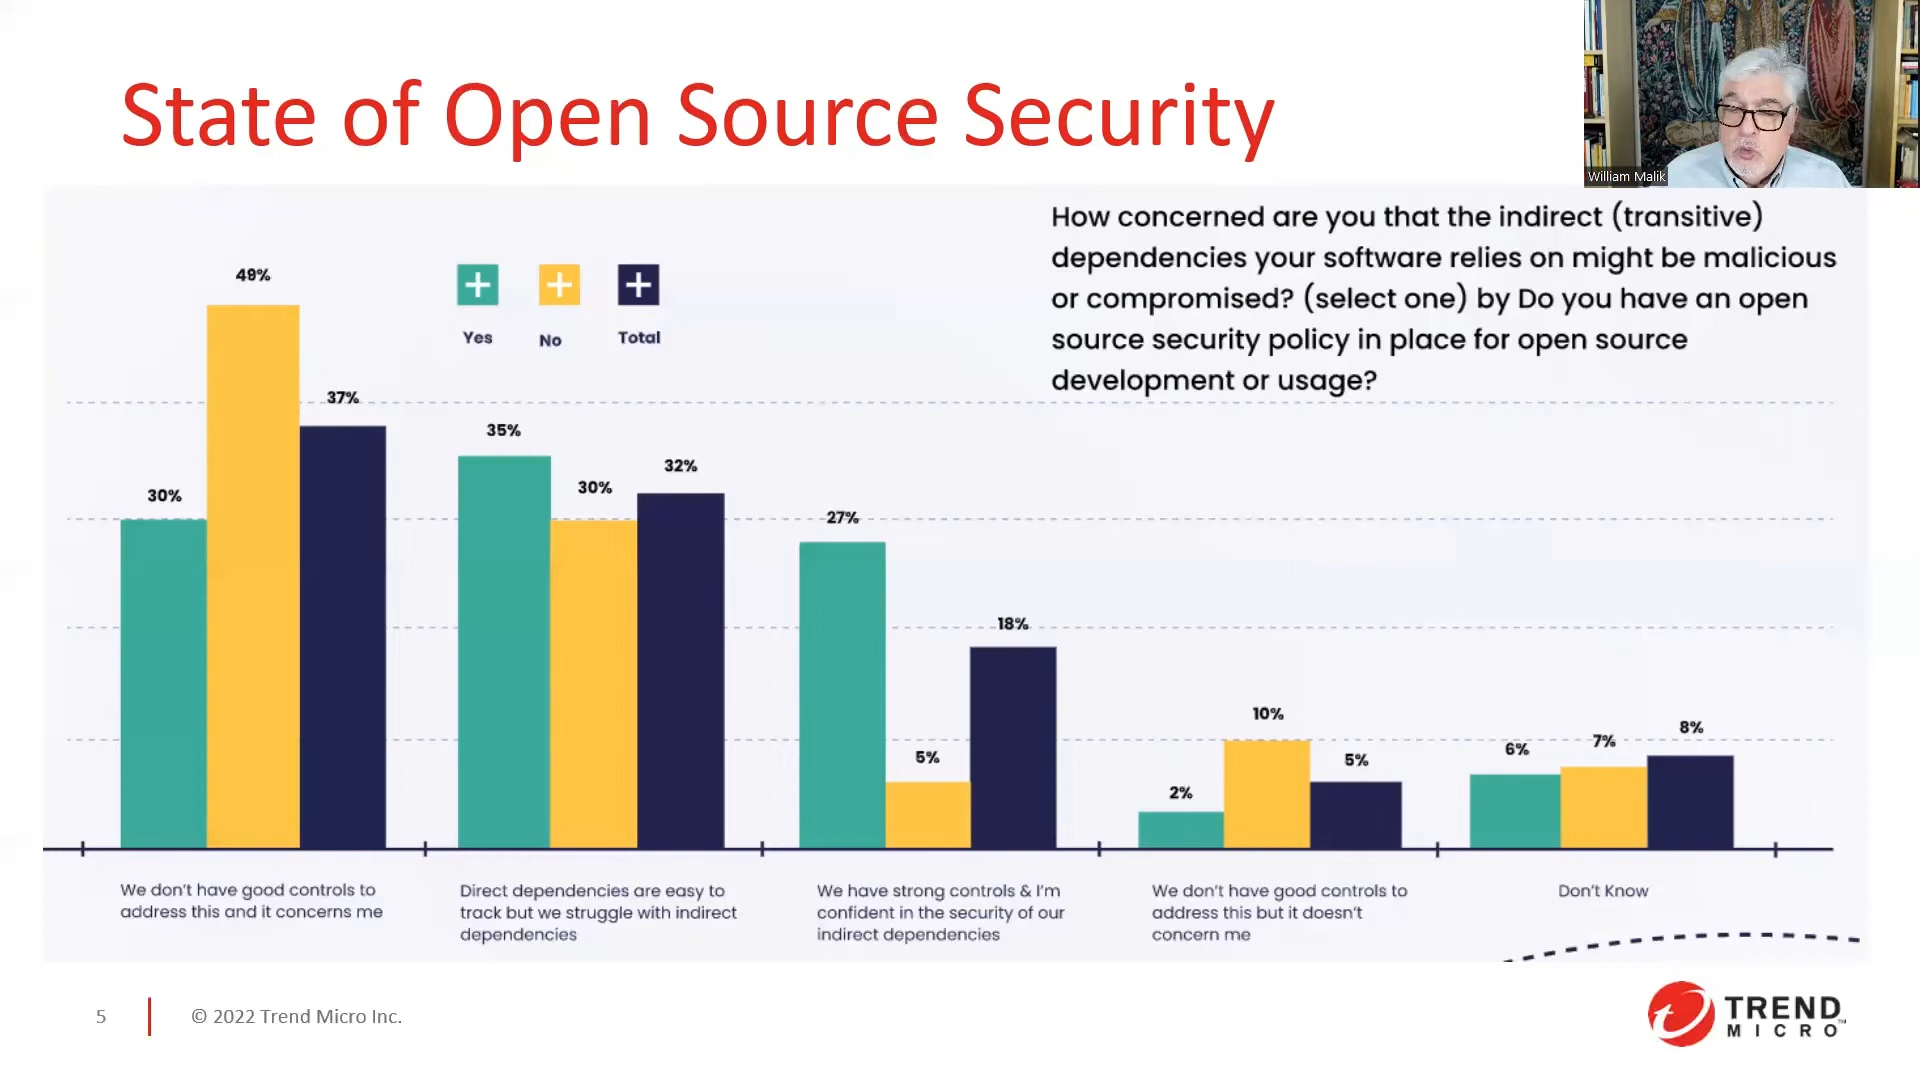 State of Open Source Security
William Malik
How concerned are you that the indirect (transitive)
dependencies your software relies on might be malicious
or compromised? (select one) by Do you have an open
source security policy in place for open source
development or usage?
Yes
No
Total
30%
49%
37%
35%
30%
32%
27%
5%
18%
2%
10%
5%
6%
7%
8%
We don't have good controls to
address this and it concerns me
Direct dependencies are easy to
track but we struggle with indirect
dependencies
We have strong controls & I'm
confident in the security of our
indirect dependencies
We don't have good controls to
address this but it doesn't
concern me
Don't Know
5
© 2022 Trend Micro Inc.
TREND
MICRO™